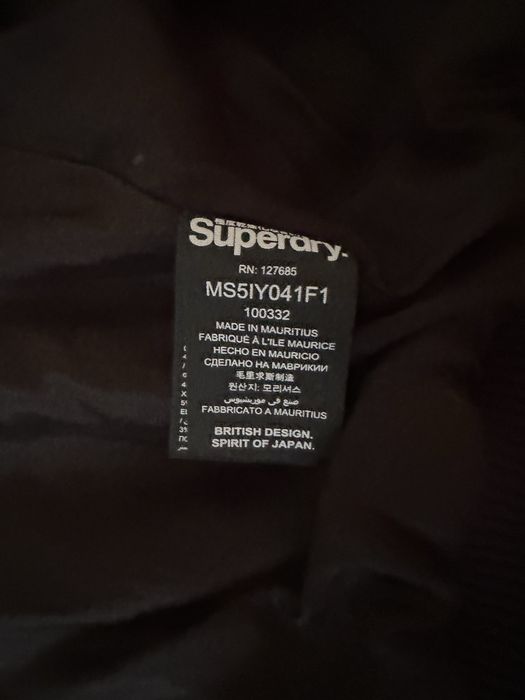 Superdry.
RN: 127685
MS5IY041F1
100332
MADE IN MAURITIUS
FABRIQUÉ À L'ILE MAURICE
HECHO EN MAURICIO
СДЕЛАНО НА МАВРИКИИ
毛里求斯制造
원산지: 모리셔스
صنع في موريشيوس
FABBRICATO A MAURITIUS
BRITISH DESIGN.
SPIRIT OF JAPAN.